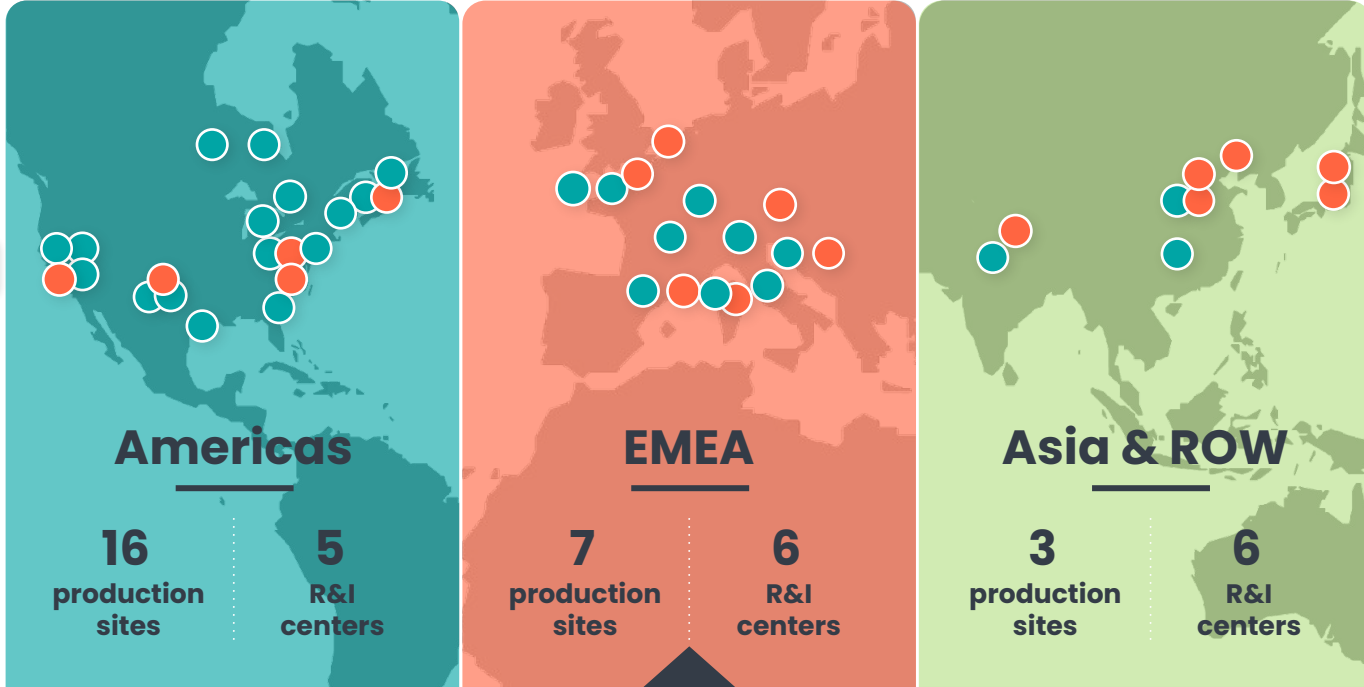 Americas
16
production
sites
5
R&I
centers
EMEA
7
production
sites
6
R&I
centers
Asia & ROW
3
production
sites
6
R&I
centers